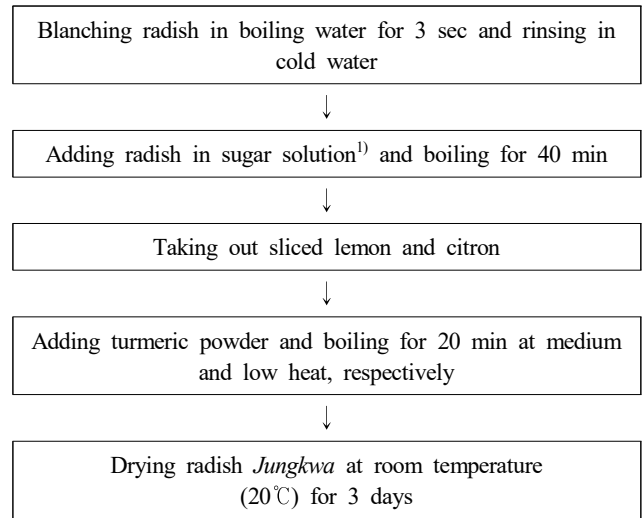 Blanching radish in boiling water for 3 sec and rinsing in
cold water
↓
Adding radish in sugar solution1) and boiling for 40 min
↓
Taking out sliced lemon and citron
↓
Adding turmeric powder and boiling for 20 min at medium
and low heat, respectively
↓
Drying radish Jungkwa at room temperature
(20℃) for 3 days